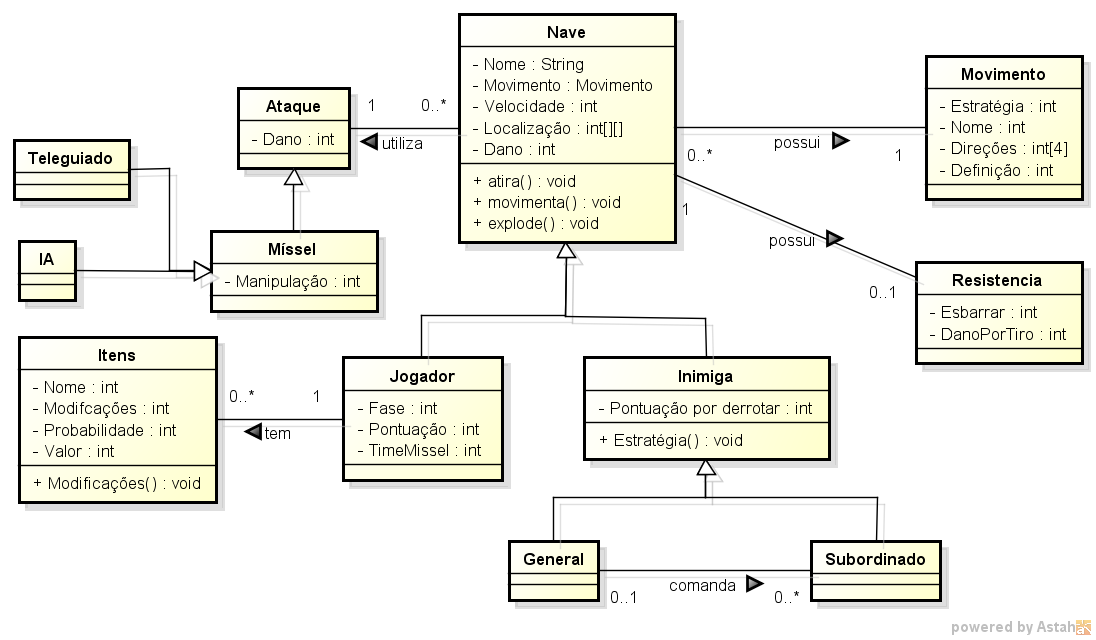 Nave
- Nome : String
- Movimento : Movimento
- Velocidade : int
- Localização : int[][]
- Dano : int
+ atira() : void
+ movimenta() : void
+ explode() : void
Movimento
- Estratégia : int
- Nome : int
- Direções : int[4]
- Definição : int
Ataque
- Dano : int
1
0..*
utiliza
possui
0..*
1
Teleguiado
1
possui
0..1
IA
Míssel
- Manipulação : int
Resistencia
- Esbarrar : int
- DanoPorTiro : int
Itens
- Nome : int
- Modifcações : int
- Probabilidade : int
- Valor : int
+ Modificações() : void
0..*
1
tem
Jogador
- Fase : int
- Pontuação : int
- TimeMissel : int
Inimiga
- Pontuação por derrotar : int
+ Estratégia() : void
General
Subordinado
comanda
0..1
0..*
powered by Astah